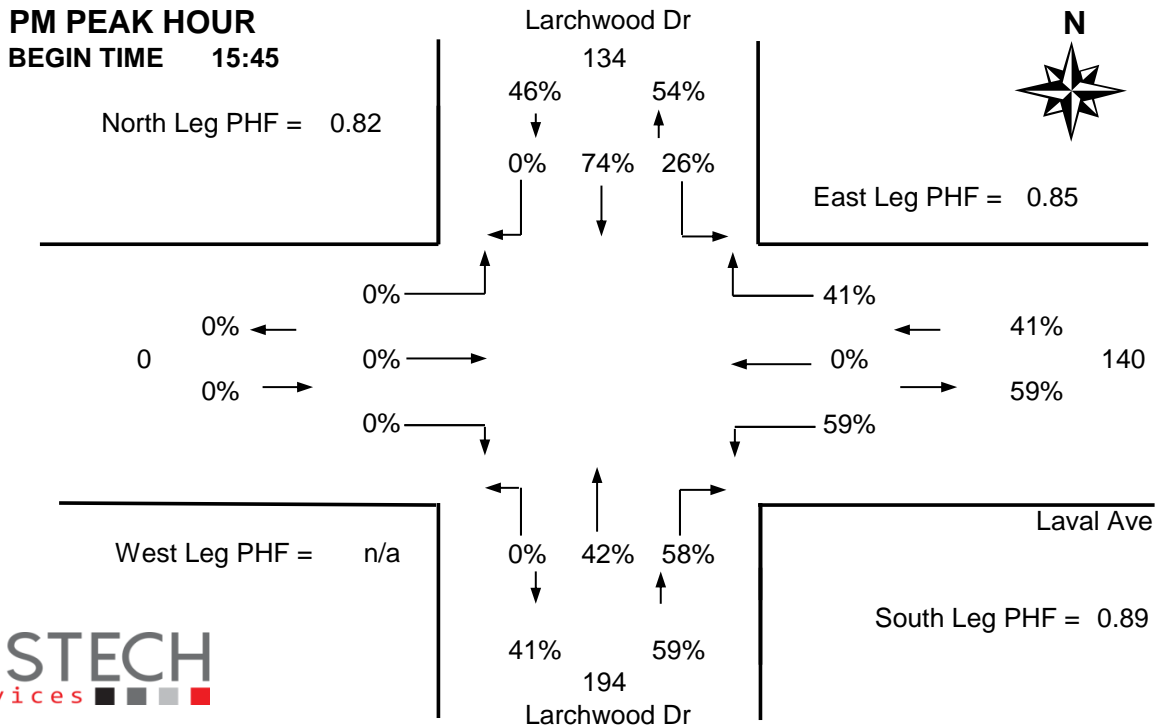 PM PEAK HOUR
BEGIN TIME 15:45
Larchwood Dr
134
N
46% 54%
North Leg PHF = 0.82
0% 74% 26%
East Leg PHF = 0.85
0% 41%
0% 41%
0 0% 0% 140
0% 59%
0% 59%
Laval Ave
West Leg PHF = n/a
0% 42% 58%
South Leg PHF = 0.89
41% 59%
194
Larchwood Dr
STECH
vices